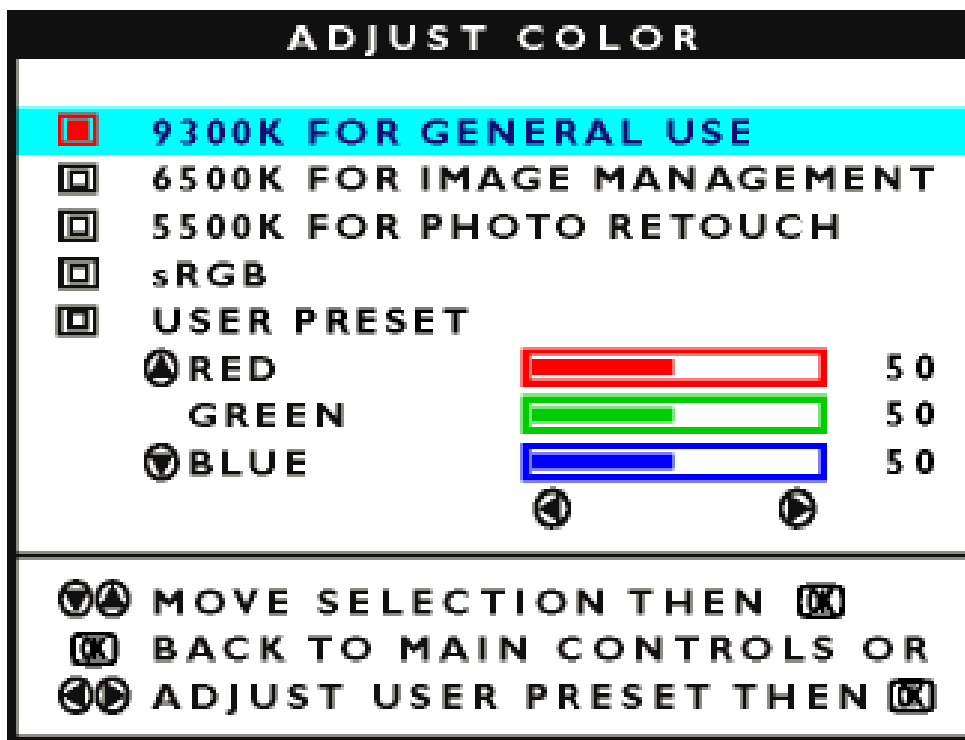 ADJUST COLOR
9300K FOR GENERAL USE
6500K FOR IMAGE MANAGEMENT
5500K FOR PHOTO RETOUCH
sRGB
USER PRESET
RED 50
GREEN 50
BLUE 50
MOVE SELECTION THEN OK
OK BACK TO MAIN CONTROLS OR
ADJUST USER PRESET THEN OK